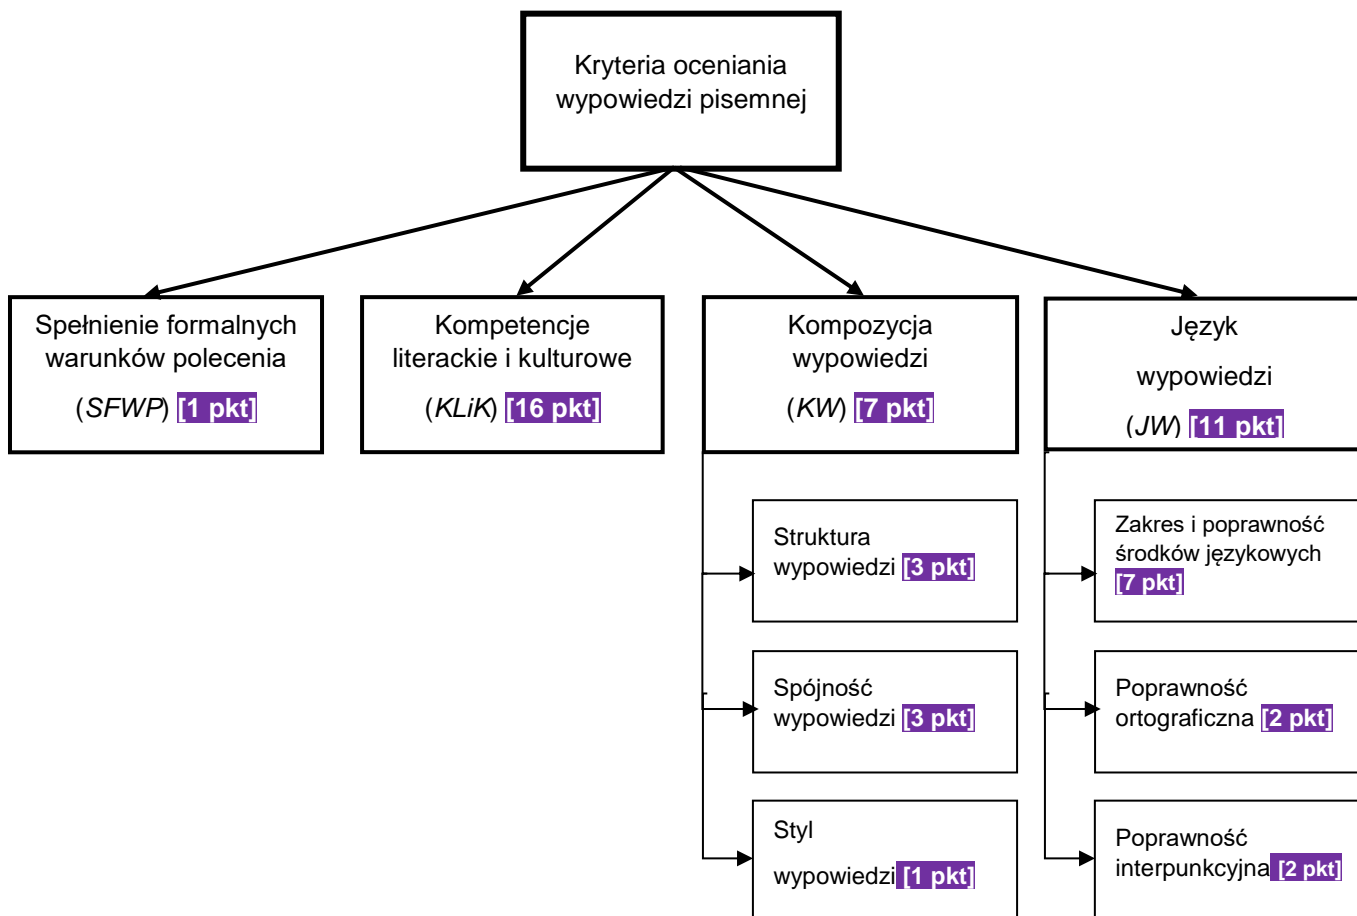 Kryteria oceniania
wypowiedzi pisemnej
Spełnienie formalnych
warunków polecenia
(SFWP) [1 pkt]
Kompetencje
literackie i kulturowe
(KLiK) [16 pkt]
Kompozycja
wypowiedzi
(KW) [7 pkt]
Język
wypowiedzi
(JW) [11 pkt]
Struktura
wypowiedzi [3 pkt]
Spójność
wypowiedzi [3 pkt]
Styl
wypowiedzi [1 pkt]
Zakres i poprawność
środków językowych
[7 pkt]
Poprawność
ortograficzna [2 pkt]
Poprawność
interpunkcyjna [2 pkt]